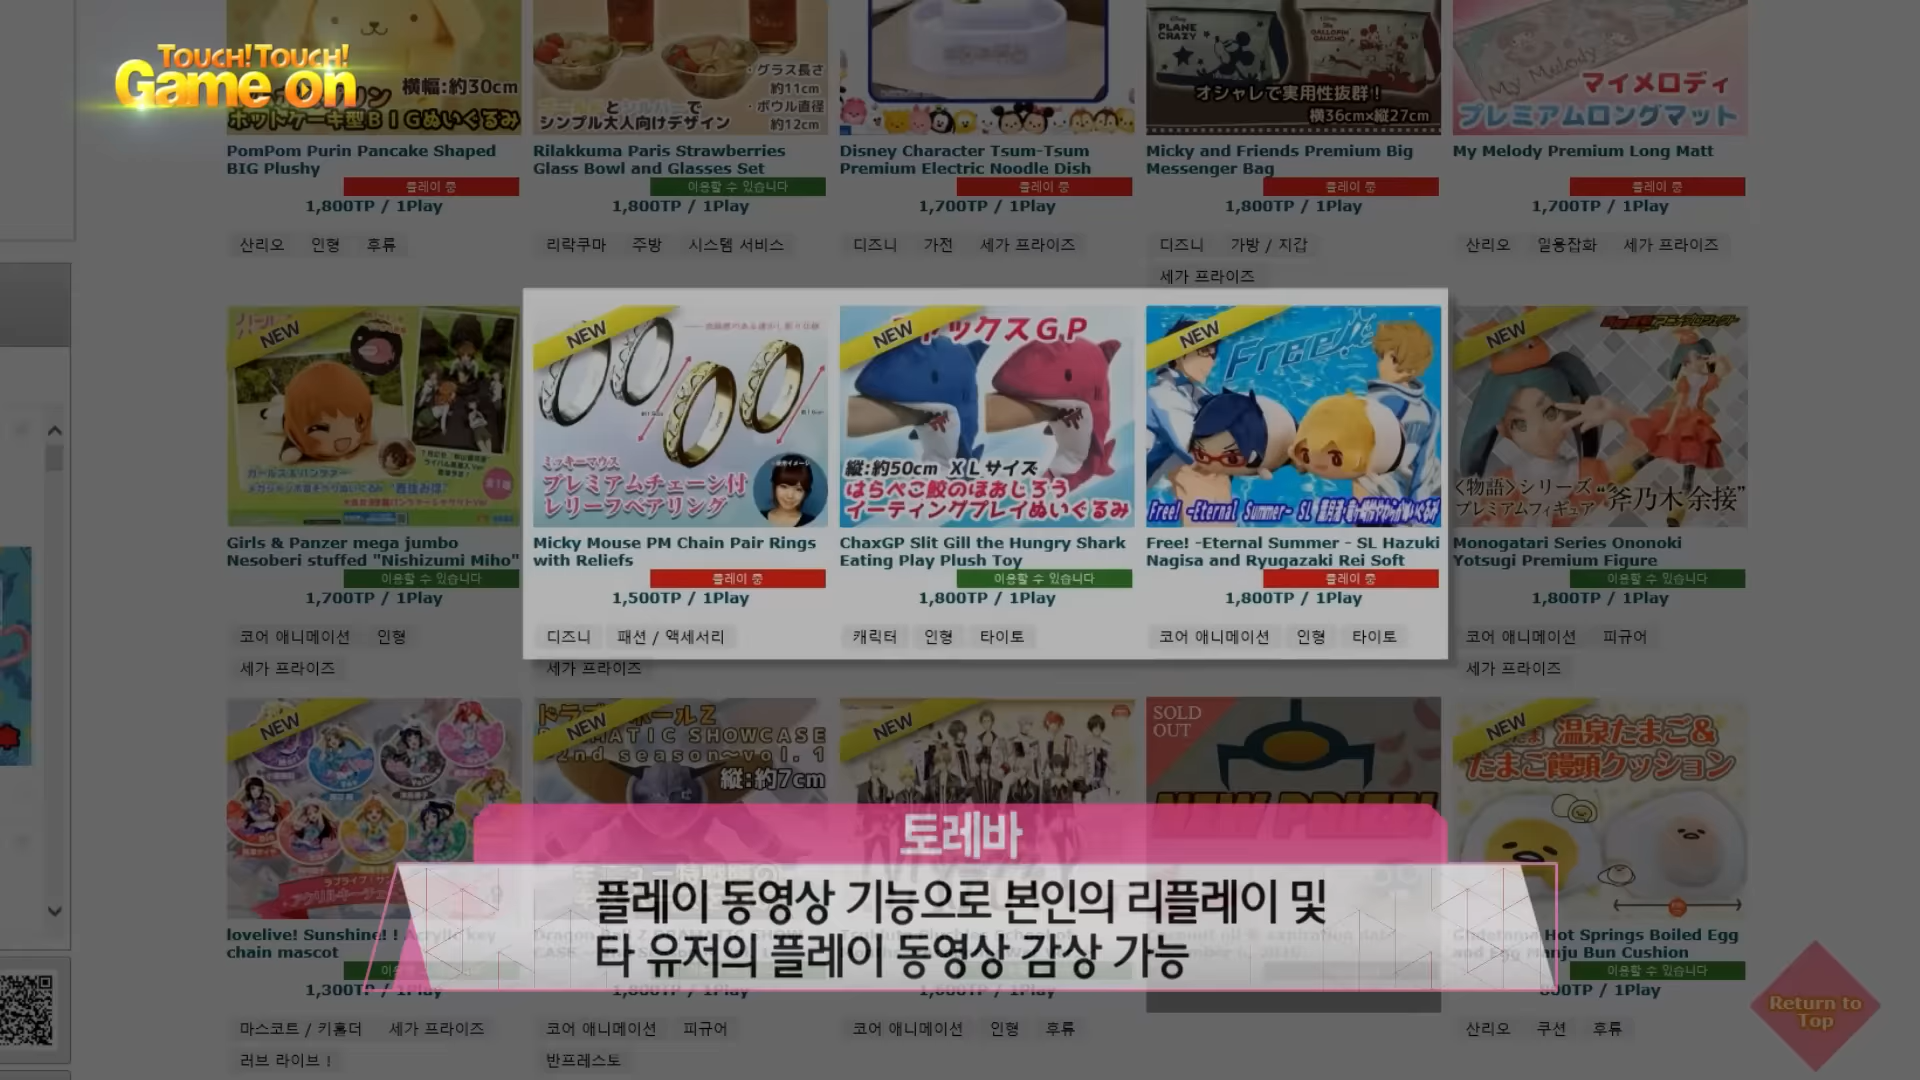 TOUCH! TOUCH!
Game on
横幅:約30cm
ホットケーキ型BIGぬいぐるみ
・グラス長さ
約11cm
・ボウル直径
約12cm
シンプル大人向けデザイン
PLANE CRAZY
GALLOPIN' GAUCHO
オシャレで実用性抜群!
横36cm×縦27cm
My Melody
マイメロディ
プレミアムロングマット
PomPom Purin Pancake Shaped
BIG Plushy
플레이 중
1,800TP / 1Play
산리오 인형 후류
Rilakkuma Paris Strawberries
Glass Bowl and Glasses Set
이용할 수 있습니다
1,800TP / 1Play
리락쿠마 주방 시스템 서비스
Disney Character Tsum-Tsum
Premium Electric Noodle Dish
플레이 중
1,700TP / 1Play
디즈니 가전 세가 프라이즈
Micky and Friends Premium Big
Messenger Bag
플레이 중
1,800TP / 1Play
디즈니 가방 / 지갑
세가 프라이즈
My Melody Premium Long Matt
플레이 중
1,700TP / 1Play
산리오 일용잡화 세가 프라이즈
NEW
Girls & Panzer mega jumbo
Nesoberi stuffed "Nishizumi Miho"
이용할 수 있습니다
1,700TP / 1Play
코어 애니메이션 인형
세가 프라이즈
NEW
ミッキーマウス
プレミアムチェーン付
レリーフペアリング
Micky Mouse PM Chain Pair Rings
with Reliefs
플레이 중
1,500TP / 1Play
디즈니 패션 / 액세서리
세가 프라이즈
NEW
ックスGP
縦:約50cm XLサイズ
はらぺこ鮫のほおじろう
イーティングプレイぬいぐるみ
ChaxGP Slit Gill the Hungry Shark
Eating Play Plush Toy
이용할 수 있습니다
1,800TP / 1Play
캐릭터 인형 타이토
NEW
Free!
Free! -Eternal Summer- SL
Free! -Eternal Summer - SL Hazuki
Nagisa and Ryugazaki Rei Soft
플레이 중
1,800TP / 1Play
코어 애니메이션 인형 타이토
NEW
<物語>シリーズ
プレミアムフィギュア
“斧乃木余接”
Monogatari Series Ononoki
Yotsugi Premium Figure
이용할 수 있습니다
1,800TP / 1Play
코어 애니메이션 피규어
세가 프라이즈
NEW
lovelive! Sunshine! ! Acrylic key
chain mascot
1,300TP / 1Play
마스코트 / 키홀더 세가 프라이즈
러브 라이브 !
NEW
DRAMATIC SHOWCASE
~2nd season~vol.1
縦:約7cm
1,800TP / 1Play
코어 애니메이션 피규어
반프레스토
NEW
1Play
코어 애니메이션 인형 후류
SOLD
OUT
NEW PRIZE
NEW
温泉たまご&
たまご饅頭クッション
Hot Springs Boiled Egg
Bun Cushion
이용할 수 있습니다
1Play
산리오 쿠션 후류
토레바
플레이 동영상 기능으로 본인의 리플레이 및
타 유저의 플레이 동영상 감상 가능
Return to
Top